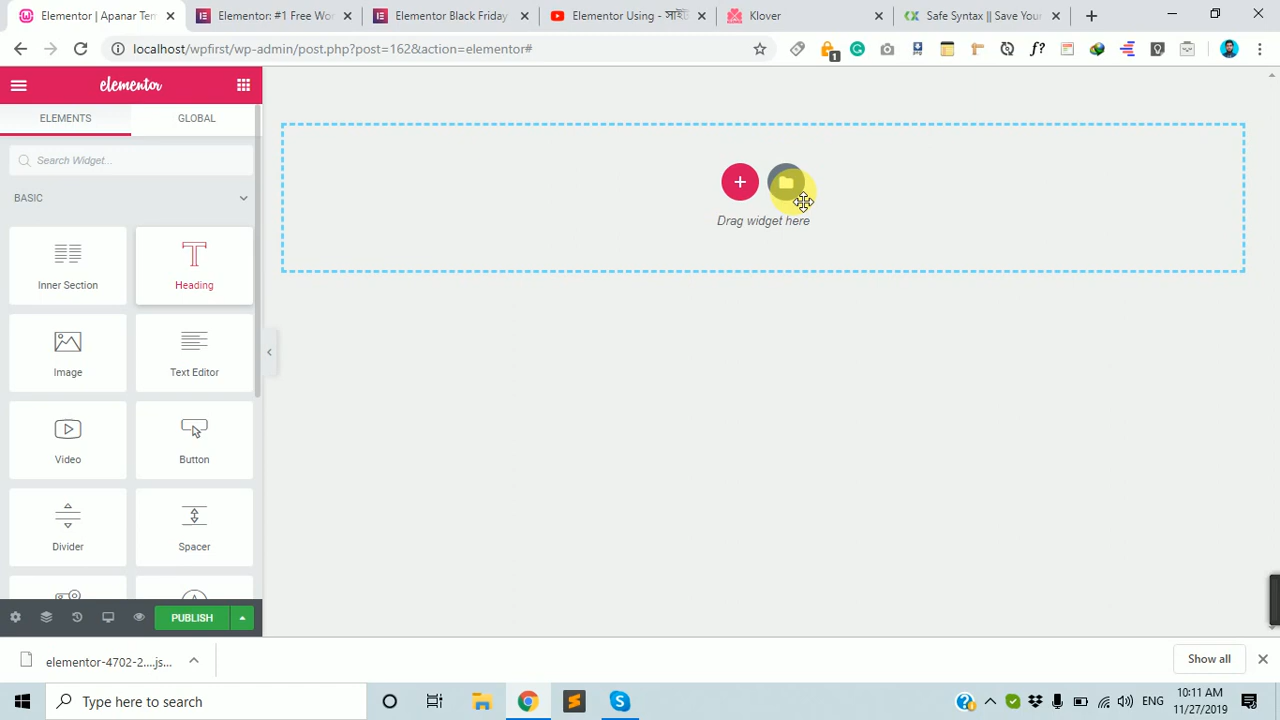 Elementor | Apanar Ten
Elementor: #1 Free Wor
Elementor Black Friday
Elementor Using -
Klover
Safe Syntax || Save Your
localhost/wpfirst/wp-admin/post.php?post=162&action=elementor#
1
f?
elementor
ELEMENTS
GLOBAL
Search Widget...
BASIC
Inner Section
Heading
Image
Text Editor
Video
Button
Divider
Spacer
Drag widget here
PUBLISH
elementor-4702-2....js...
Show all
Type here to search
ENG
10:11 AM
11/27/2019